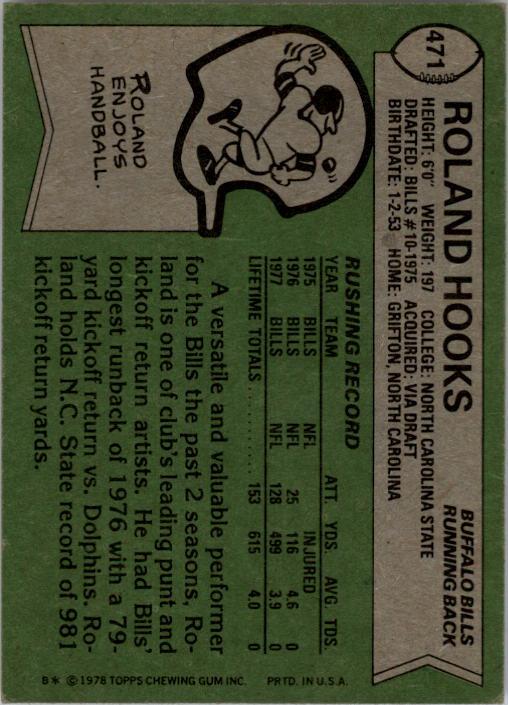 471
ROLAND HOOKS
BUFFALO BILLS
RUNNING BACK
HEIGHT: 6'0" WEIGHT: 197 COLLEGE: NORTH CAROLINA STATE
DRAFTED: BILLS #10-1975 ACQUIRED: VIA DRAFT
BIRTHDATE: 1-2-53 HOME: GRIFTON, NORTH CAROLINA
ROLAND
ENJOYS
HANDBALL.
RUSHING RECORD
YEAR TEAM ATT. YDS. AVG. TDS.
1975 BILLS NFL INJURED
1976 BILLS NFL 25 116 4.6 0
1977 BILLS NFL 128 499 3.9 0
LIFETIME TOTALS .......... 153 615 4.0 0
A versatile and valuable performer
for the Bills the past 2 seasons, Ro-
land is one of club's leading punt and
kickoff return artists. He had Bills'
longest runback of 1976 with a 79-
yard kickoff return vs. Dolphins. Ro-
land holds N.C. State record of 981
kickoff return yards.
B* © 1978 TOPPS CHEWING GUM INC. PRTD. IN U.S.A.